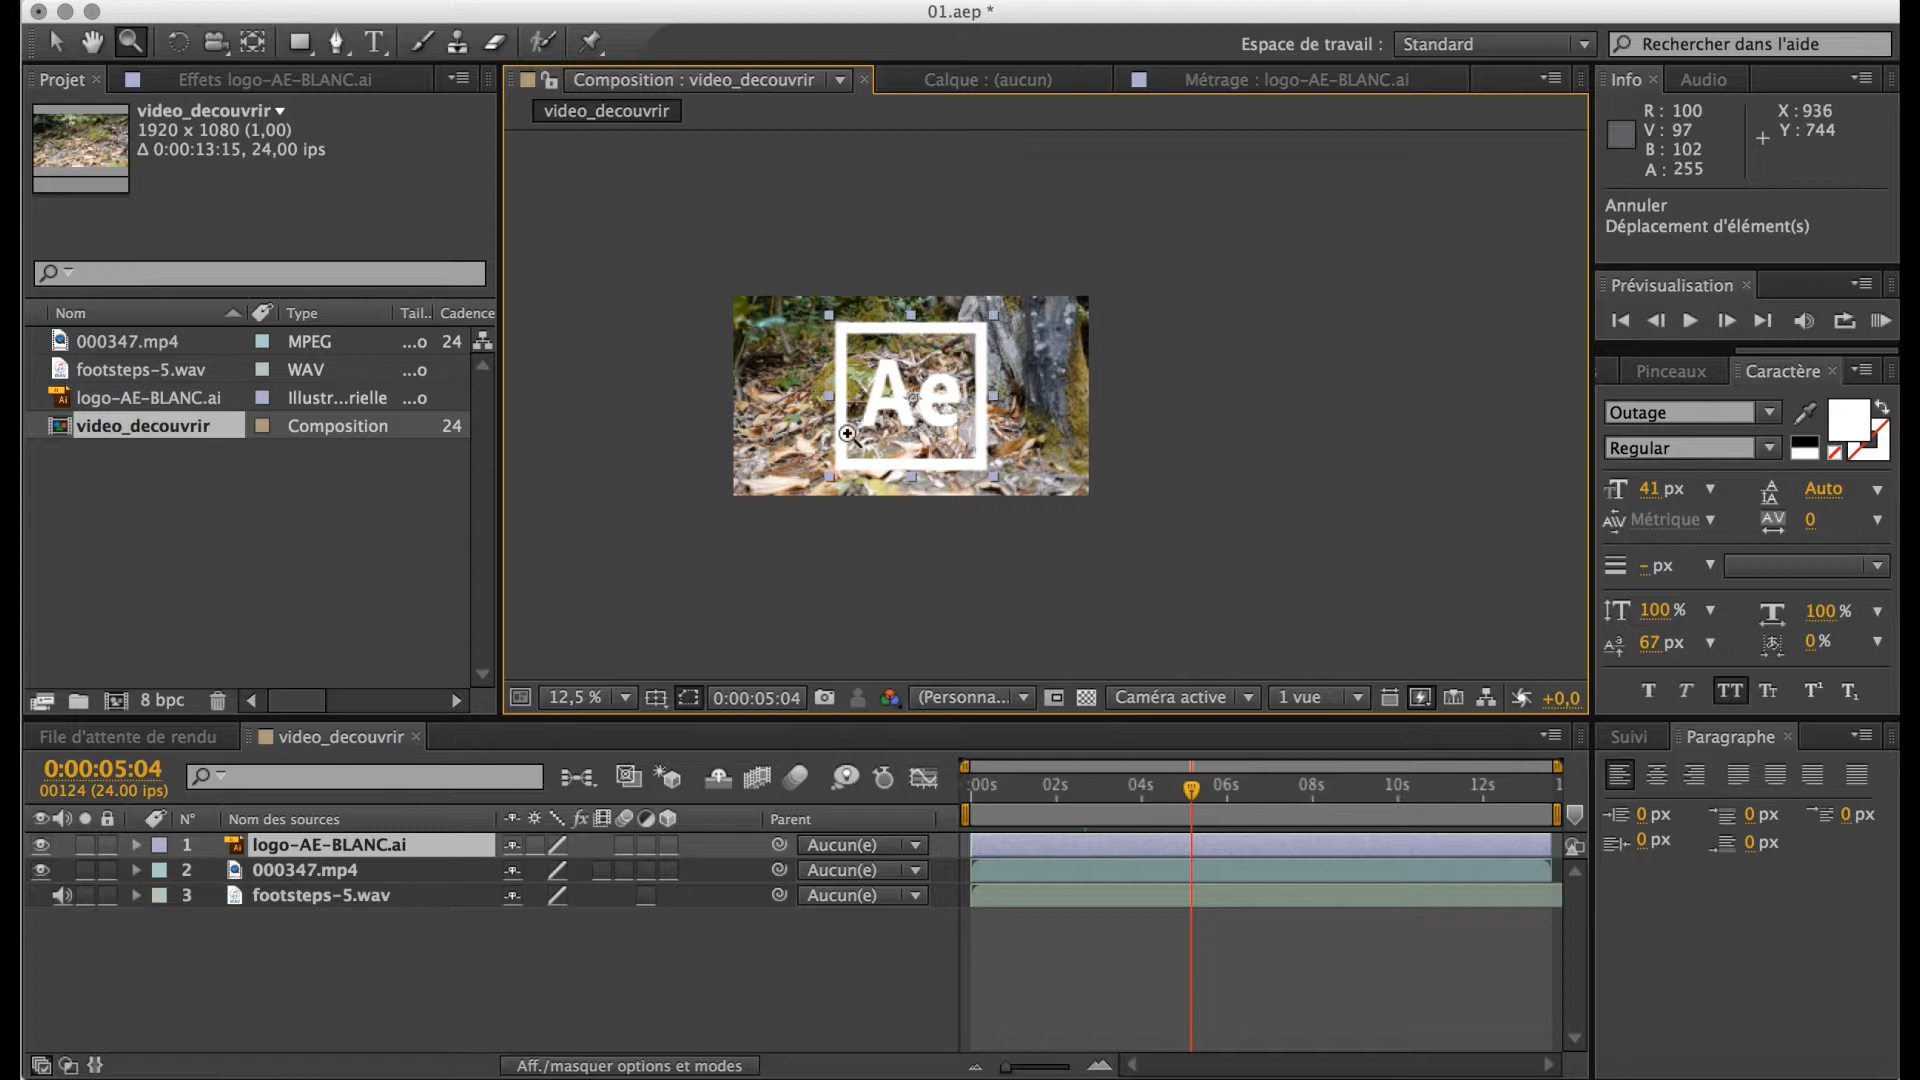 01.aep *
Espace de travail : Standard
Rechercher dans l'aide
Projet
Effets logo-AE-BLANC.ai
video_decouvrir
1920 x 1080 (1,00)
Δ 0:00:13:15, 24,00 ips
Nom Type Tail.. Cadence
000347.mp4 MPEG ...o 24
footsteps-5.wav WAV ...o
logo-AE-BLANC.ai Illustr...rielle ...o
video_decouvrir Composition 24
8 bpc
Composition : video_decouvrir
Calque : (aucun)
Métrage : logo-AE-BLANC.ai
video_decouvrir
Ae
12,5 %
0:00:05:04
(Personna...
Caméra active
1 vue
+0,0
Info Audio
R : 100
V : 97
B : 102
A : 255
X : 936
Y : 744
Annuler
Déplacement d'élément(s)
Prévisualisation
Pinceaux Caractère
Outage
Regular
41 px Auto
Métrique 0
- px
100 % 100 %
67 px 0 %
T T TT Tt T¹ T₁
File d'attente de rendu
video_decouvrir
0:00:05:04
00124 (24.00 ips)
:00s 02s 04s 06s 08s 10s 12s 1
N° Nom des sources fx Parent
1 logo-AE-BLANC.ai Aucun(e)
2 000347.mp4 Aucun(e)
3 footsteps-5.wav Aucun(e)
Aff./masquer options et modes
Suivi Paragraphe
0 px 0 px 0 px
0 px 0 px